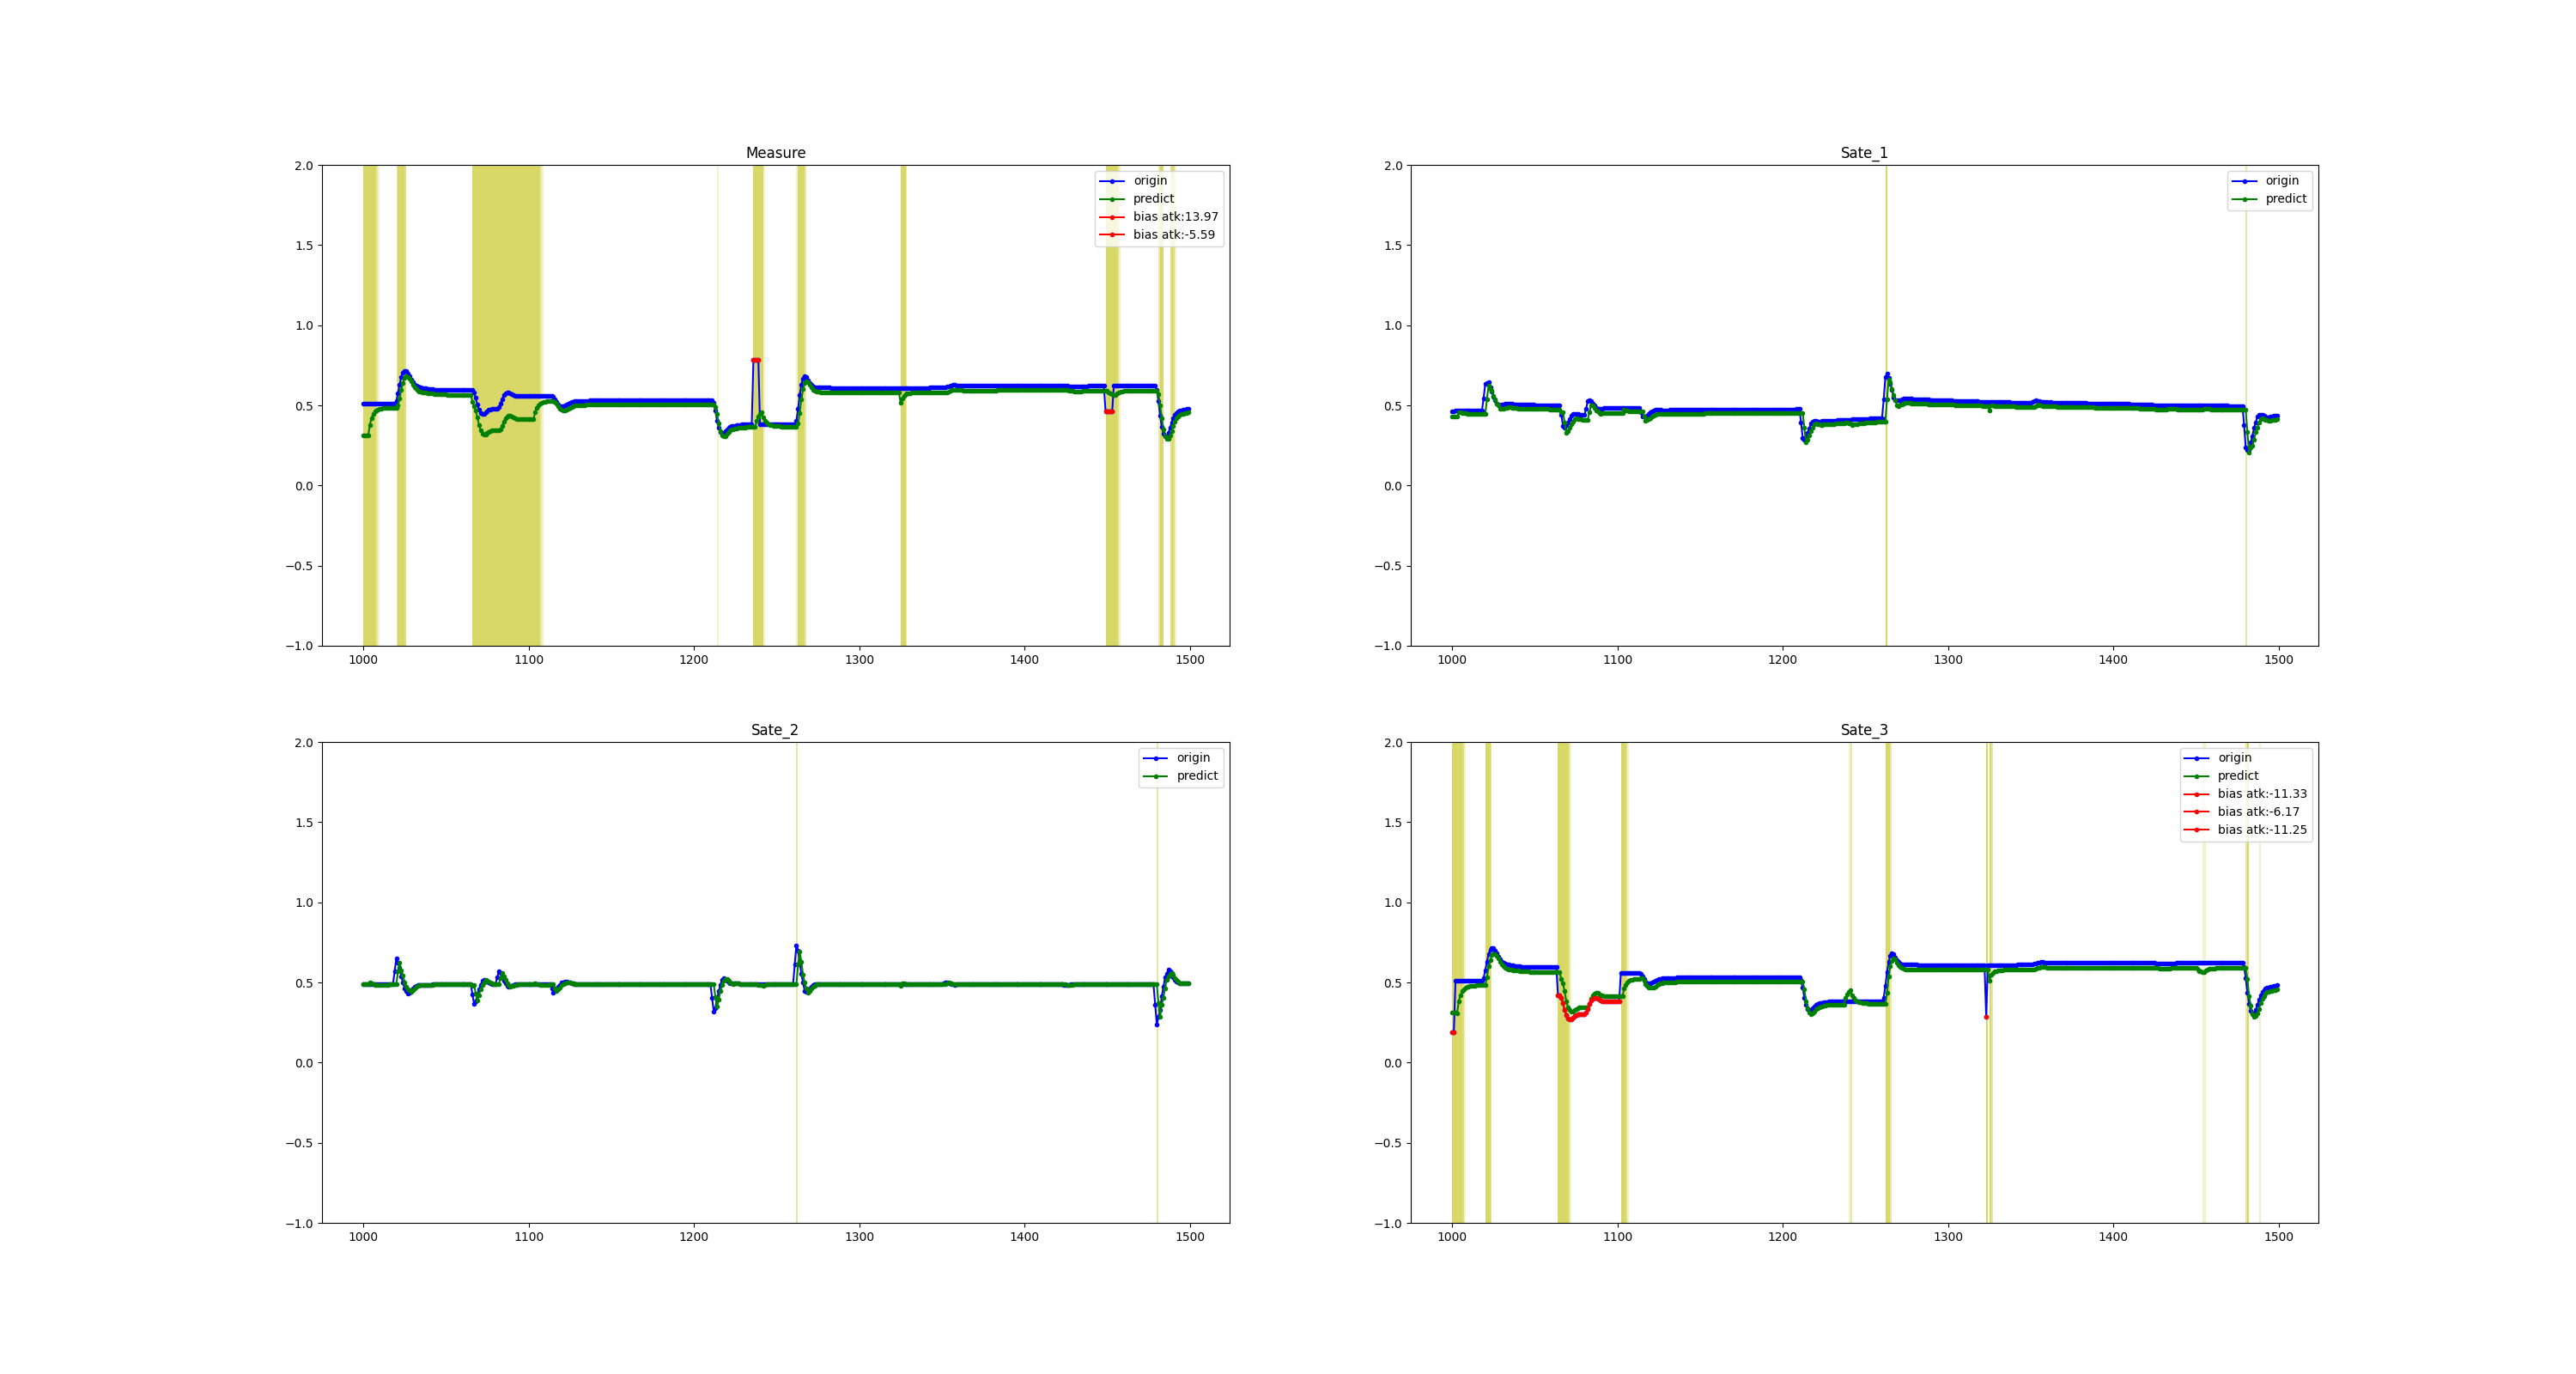 Measure
2.0
1.5
1.0
0.5
0.0
−0.5
−1.0
1000 1100 1200 1300 1400 1500
origin
predict
bias atk:13.97
bias atk:-5.59
Sate_1
2.0
1.5
1.0
0.5
0.0
−0.5
−1.0
1000 1100 1200 1300 1400 1500
origin
predict
Sate_2
2.0
1.5
1.0
0.5
0.0
−0.5
−1.0
1000 1100 1200 1300 1400 1500
origin
predict
Sate_3
2.0
1.5
1.0
0.5
0.0
−0.5
−1.0
1000 1100 1200 1300 1400 1500
origin
predict
bias atk:-11.33
bias atk:-6.17
bias atk:-11.25